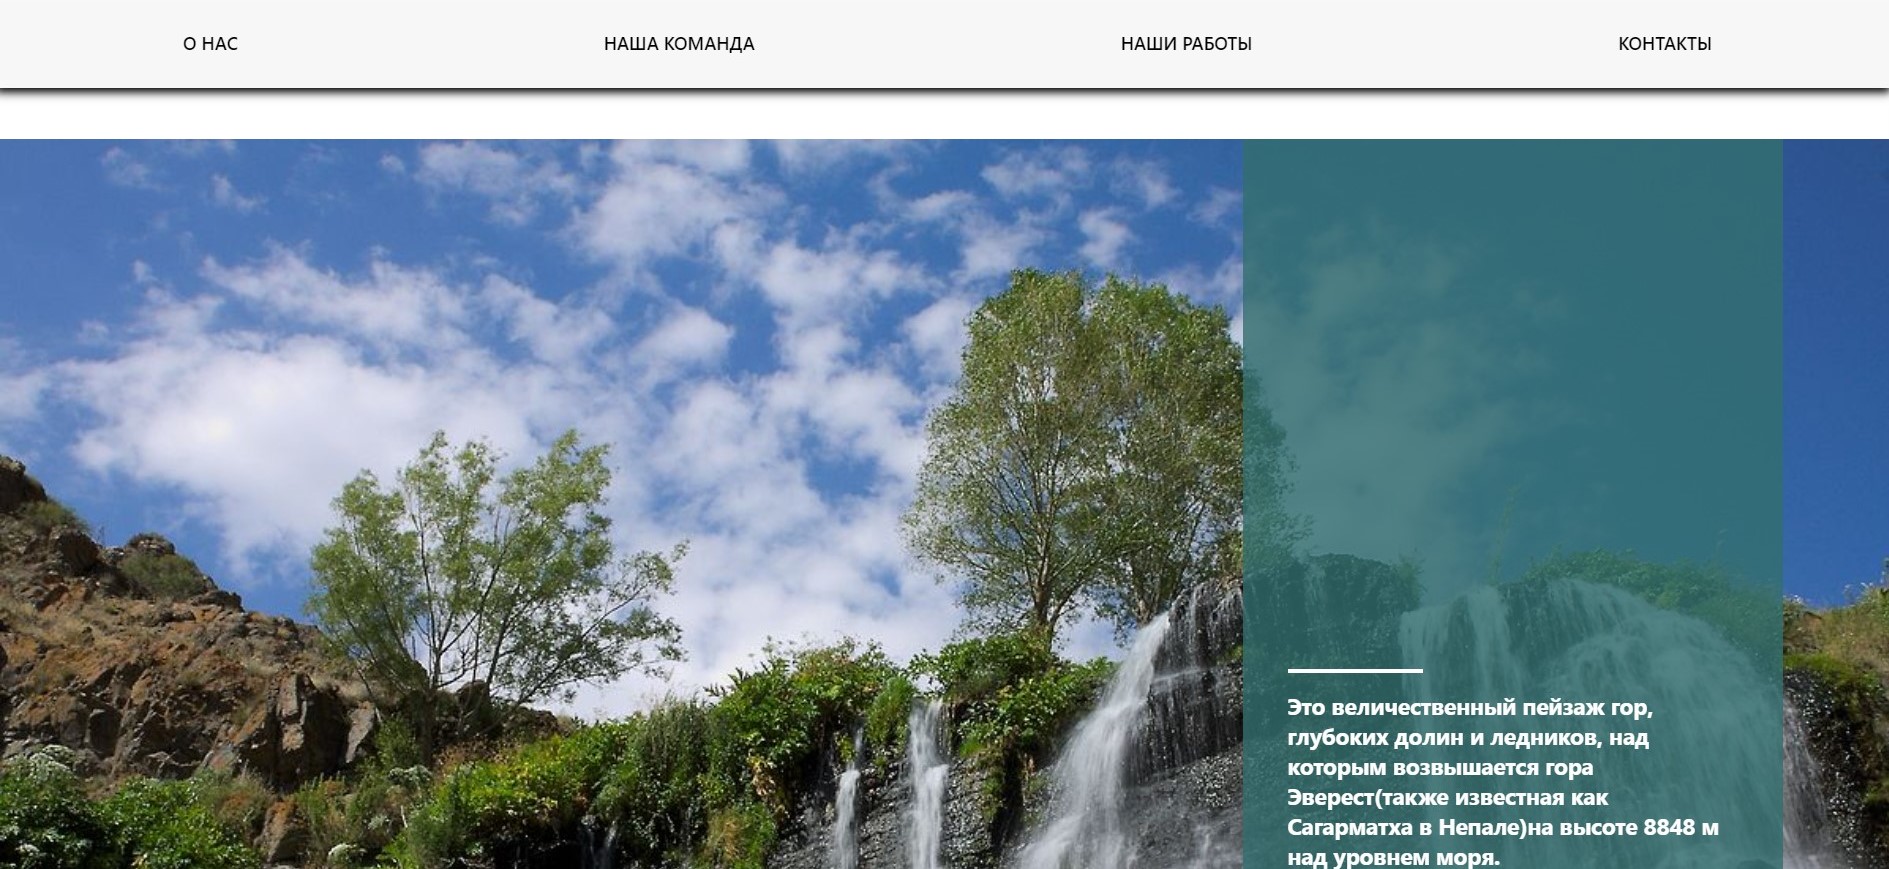 О НАС
НАША КОМАНДА
НАШИ РАБОТЫ
КОНТАКТЫ
Это величественный пейзаж гор,
глубоких долин и ледников, над
которым возвышается гора
Эверест(также известная как
Сагарматха в Непале)на высоте 8848 м
над уровнем моря.